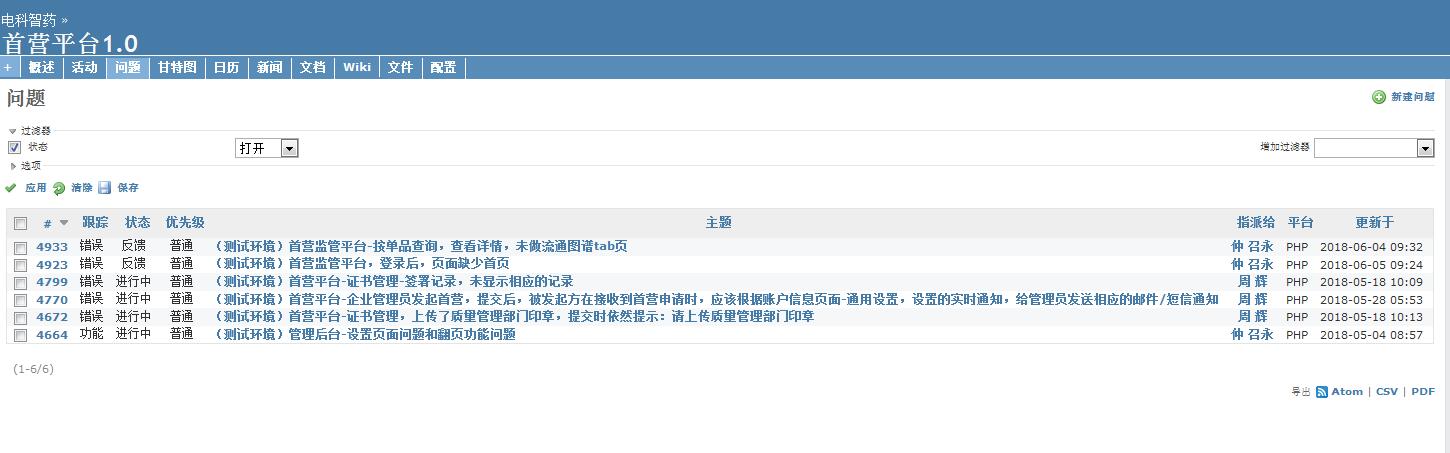 电科智药 »
首营平台1.0
+ 概述 活动 问题 甘特图 日历 新闻 文档 Wiki 文件 配置
问题 新建问题
过滤器
状态 打开 增加过滤器
选项
应用 清除 保存
# 跟踪 状态 优先级 主题 指派给 平台 更新于
4933 错误 反馈 普通 （测试环境）首营监管平台-按单品查询，查看详情，未做流通图谱tab页 仲 召永 PHP 2018-06-04 09:32
4923 错误 反馈 普通 （测试环境）首营监管平台，登录后，页面缺少首页 仲 召永 PHP 2018-06-05 09:24
4799 错误 进行中 普通 （测试环境）首营平台-证书管理-签署记录，未显示相应的记录 周 辉 PHP 2018-05-18 10:09
4770 错误 进行中 普通 （测试环境）首营平台-企业管理员发起首营，提交后，被发起方在接收到首营申请时，应该根据账户信息页面-通用设置，设置的实时通知，给管理员发送相应的邮件/短信通知 周 辉 PHP 2018-05-28 05:53
4672 错误 进行中 普通 （测试环境）首营平台-证书管理，上传了质量管理部门印章，提交时依然提示：请上传质量管理部门印章 周 辉 PHP 2018-05-18 10:13
4664 功能 进行中 普通 （测试环境）管理后台-设置页面问题和翻页功能问题 仲 召永 PHP 2018-05-04 08:57
(1-6/6)
导出 Atom | CSV | PDF